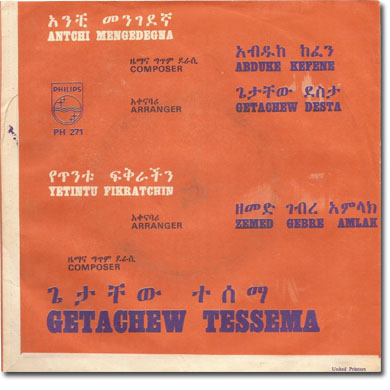 አንቺ መንገደኛ
ANTCHI MENGEDEGNA
ዜማና ግጥም ደራሲ
COMPOSER
አብዱከ ከፈን
ABDUKE KEFENE
አቀናባሪ
ARRANGER
ጌታቸው ደስታ
GETACHEW DESTA
PHILIPS
PH 271
የጥንቱ ፍቅራችን
YETINTU FIKRATCHIN
አቀናባሪ
ARRANGER
ዘመድ ገብረ አምላክ
ZEMED GEBRE AMLAK
ዜማና ግጥም ደራሲ
COMPOSER
ጌታቸው ተሰማ
GETACHEW TESSEMA
United Printers